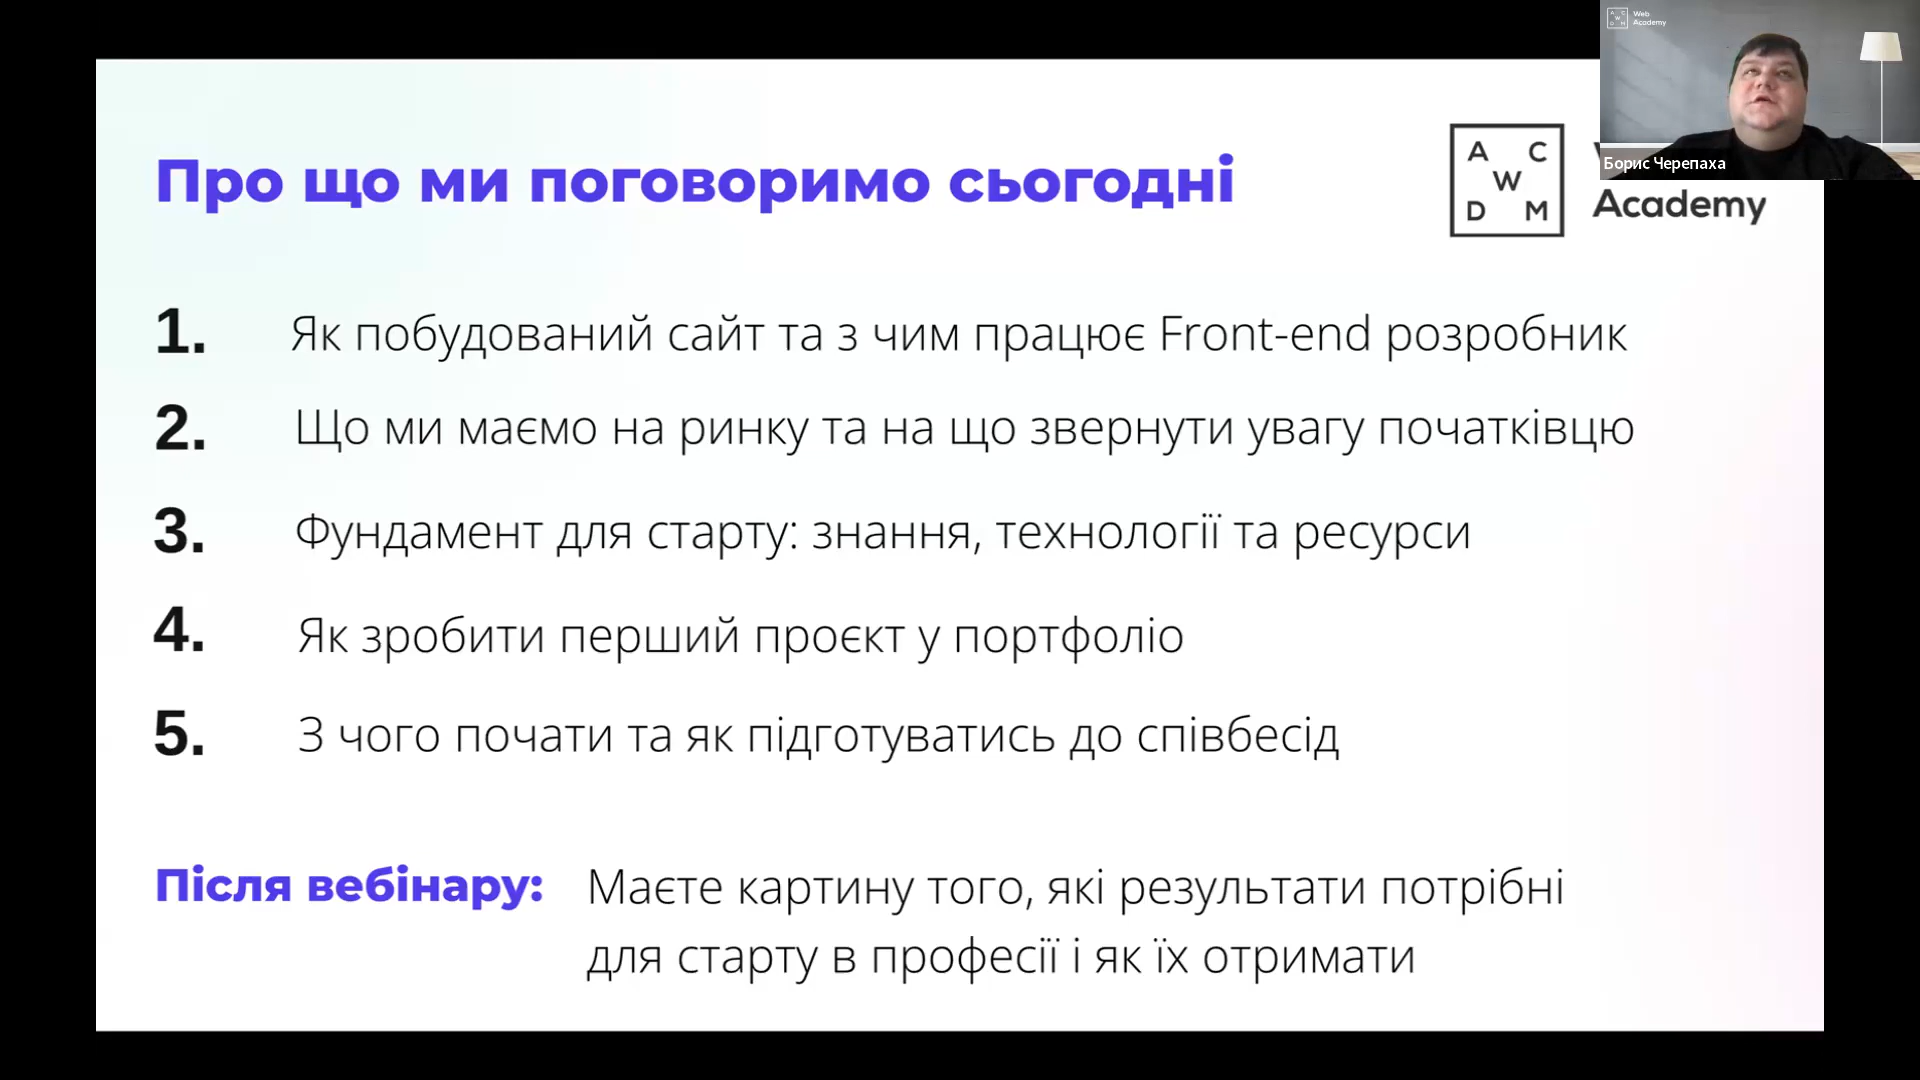 Про що ми поговоримо сьогодні
A C
W
D M
Academy
Web
Academy
Борис Черепаха
1. Як побудований сайт та з чим працює Front-end розробник
2. Що ми маємо на ринку та на що звернути увагу початківцю
3. Фундамент для старту: знання, технології та ресурси
4. Як зробити перший проєкт у портфоліо
5. З чого почати та як підготуватись до співбесід
Після вебінару: Маєте картину того, які результати потрібні
для старту в професії і як їх отримати